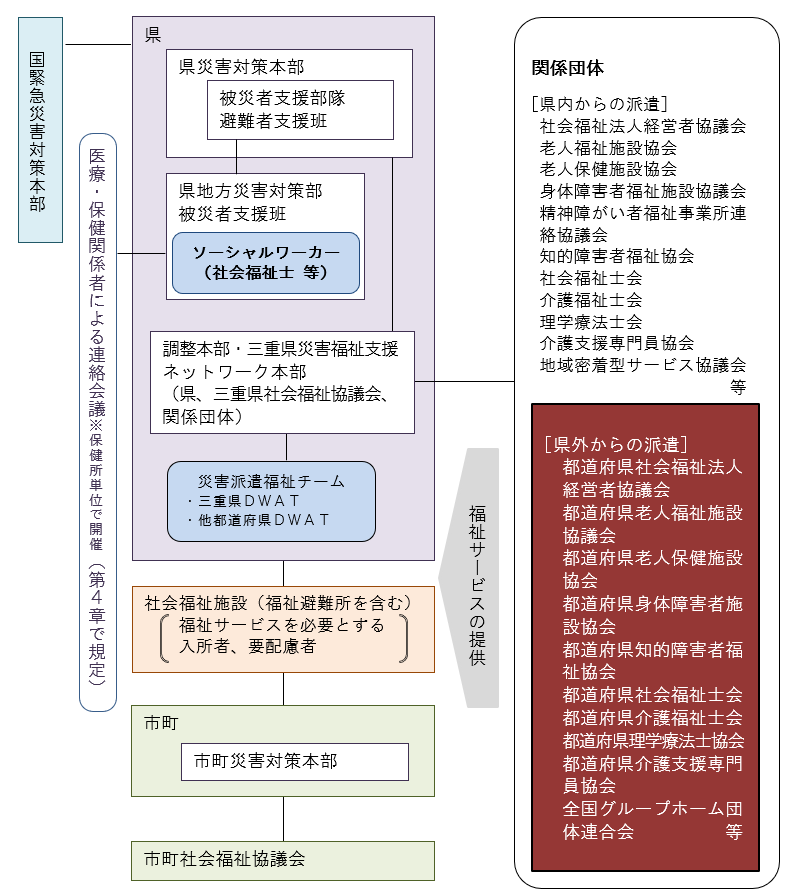 国緊急災害対策本部
医療・保健関係者による連絡会議※保健所単位で開催（第４章で規定）
県
県災害対策本部
被災者支援部隊
避難者支援班
県地方災害対策部
被災者支援班
ソーシャルワーカー
（社会福祉士 等）
調整本部・三重県災害福祉支援
ネットワーク本部
（県、三重県社会福祉協議会、
関係団体）
災害派遣福祉チーム
・三重県ＤＷＡＴ
・他都道府県ＤＷＡＴ
社会福祉施設（福祉避難所を含む）
福祉サービスを必要とする
入所者、要配慮者
市町
市町災害対策本部
市町社会福祉協議会
福祉サービスの提供
関係団体
［県内からの派遣］
社会福祉法人経営者協議会
老人福祉施設協会
老人保健施設協会
身体障害者福祉施設協議会
精神障がい者福祉事業所連
絡協議会
知的障害者福祉協会
社会福祉士会
介護福祉士会
理学療法士会
介護支援専門員協会
地域密着型サービス協議会
等
［県外からの派遣］
都道府県社会福祉法人
経営者協議会
都道府県老人福祉施設
協議会
都道府県老人保健施設
協会
都道府県身体障害者施
設協会
都道府県知的障害者福
祉協会
都道府県社会福祉士会
都道府県介護福祉士会
都道府県理学療法士協会
都道府県介護支援専門
員協会
全国グループホーム団
体連合会 等